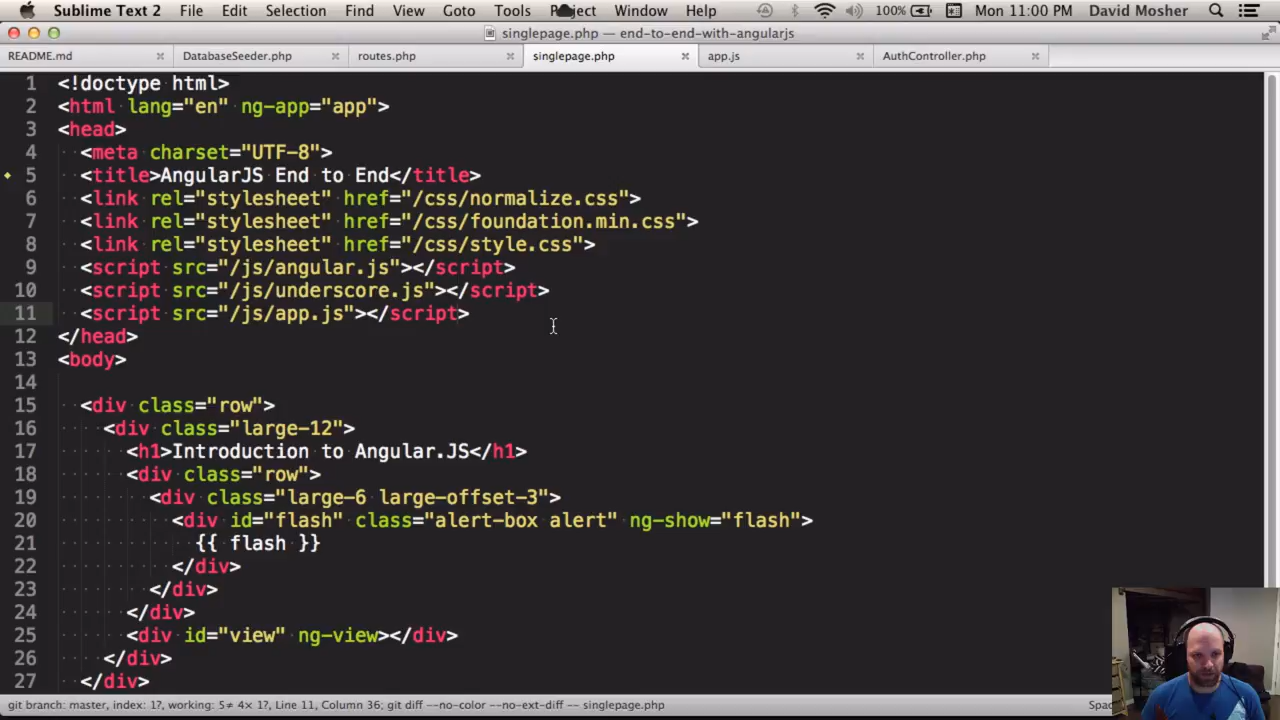 Sublime Text 2 File Edit Selection Find View Goto Tools Project Window Help 100% Mon 11:00 PM David Mosher
singlepage.php — end-to-end-with-angularjs
README.md DatabaseSeeder.php routes.php singlepage.php app.js AuthController.php
1 <!doctype html>
2 <html lang="en" ng-app="app">
3 <head>
4 <meta charset="UTF-8">
5 <title>AngularJS End to End</title>
6 <link rel="stylesheet" href="/css/normalize.css">
7 <link rel="stylesheet" href="/css/foundation.min.css">
8 <link rel="stylesheet" href="/css/style.css">
9 <script src="/js/angular.js"></script>
10 <script src="/js/underscore.js"></script>
11 <script src="/js/app.js"></script>
12 </head>
13 <body>
14
15 <div class="row">
16 <div class="large-12">
17 <h1>Introduction to Angular.JS</h1>
18 <div class="row">
19 <div class="large-6 large-offset-3">
20 <div id="flash" class="alert-box alert" ng-show="flash">
21 {{ flash }}
22 </div>
23 </div>
24 </div>
25 <div id="view" ng-view></div>
26 </div>
27 </div>
git branch: master, index: 1?, working: 5≠ 4× 1?, Line 11, Column 36; git diff --no-color --no-ext-diff -- singlepage.php